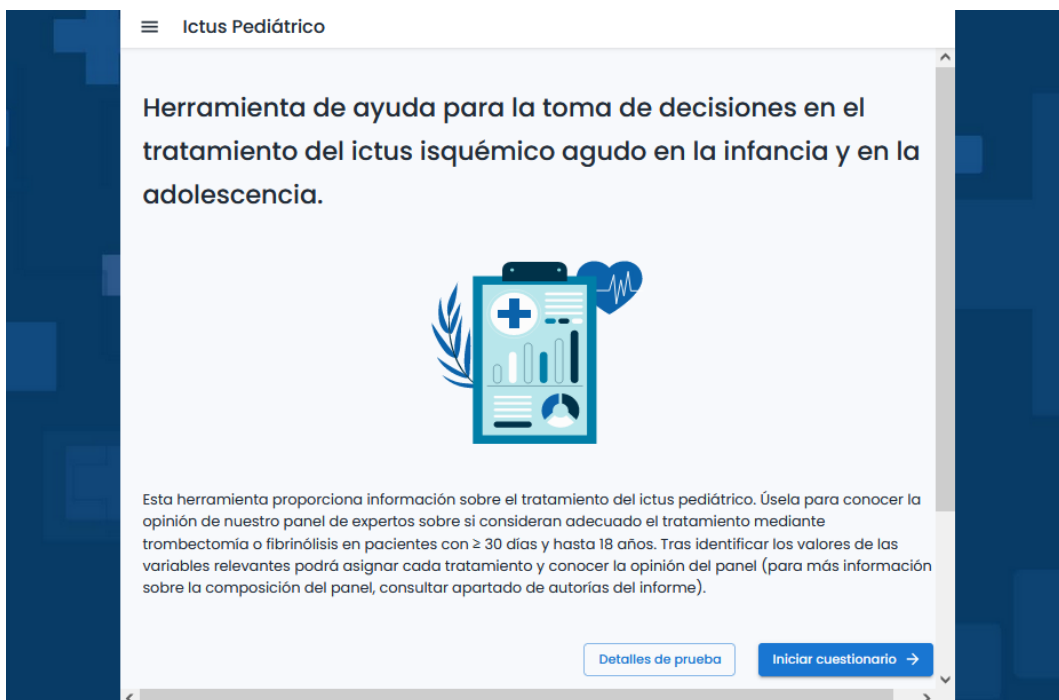 Ictus Pediátrico
Herramienta de ayuda para la toma de decisiones en el
tratamiento del ictus isquémico agudo en la infancia y en la
adolescencia.
Esta herramienta proporciona información sobre el tratamiento del ictus pediátrico. Úsela para conocer la
opinión de nuestro panel de expertos sobre si consideran adecuado el tratamiento mediante
trombectomía o fibrinólisis en pacientes con ≥ 30 días y hasta 18 años. Tras identificar los valores de las
variables relevantes podrá asignar cada tratamiento y conocer la opinión del panel (para más información
sobre la composición del panel, consultar apartado de autorías del informe).
Detalles de prueba
Iniciar cuestionario →